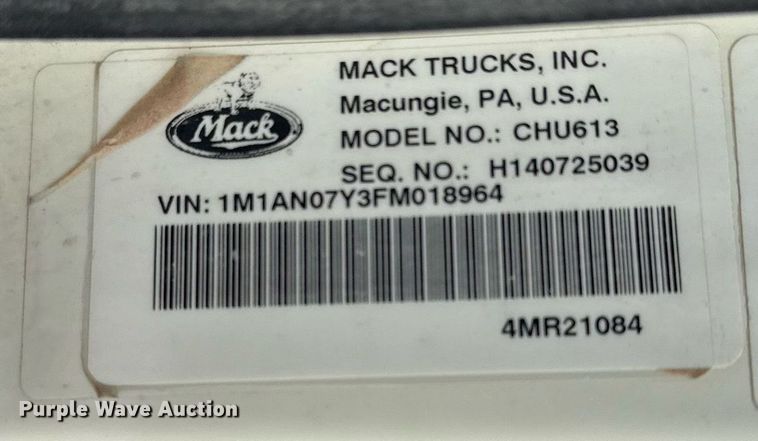 MACK TRUCKS, INC.
Macungie, PA, U.S.A.
Mack
MODEL NO.: CHU613
SEQ. NO.: H140725039
VIN: 1M1AN07Y3FM018964
4MR21084
Purple Wave Auction